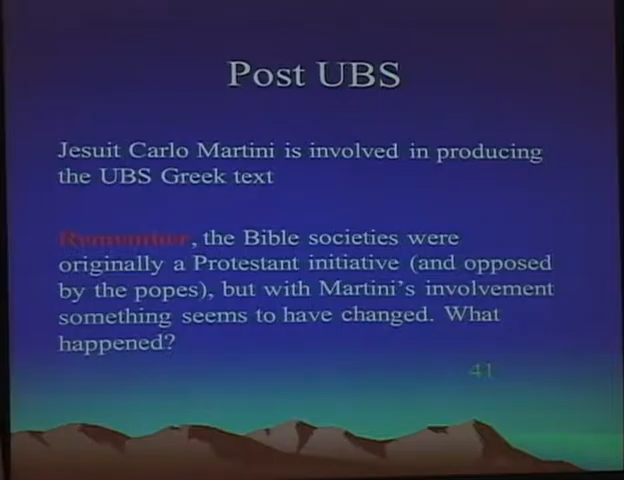 Post UBS
Jesuit Carlo Martini is involved in producing
the UBS Greek text
Remember, the Bible societies were
originally a Protestant initiative (and opposed
by the popes), but with Martini's involvement
something seems to have changed. What
happened?
41